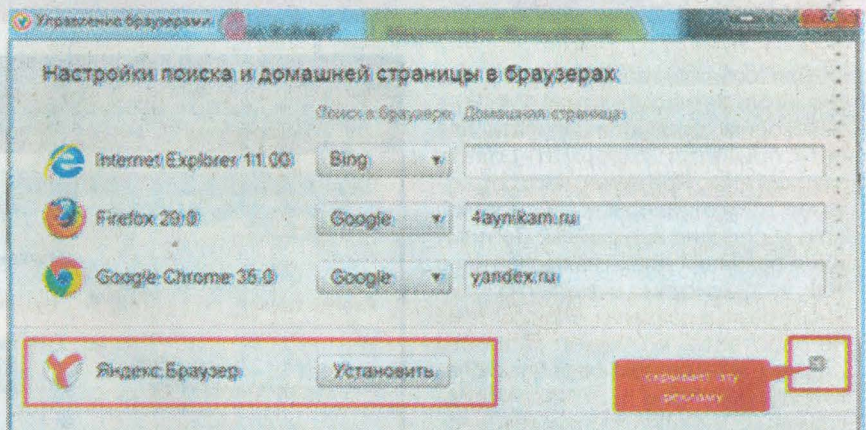 Управление браузерами
Настройки поиска и домашней страницы в браузерах
Поиск в браузере Домашняя страница
Internet Explorer 11.00 Bing
Firefox 29.0 Google 4aynikam.ru
Google Chrome 35.0 Google yandex.ru
Яндекс.Браузер Установить
скрывает эту
рекламу